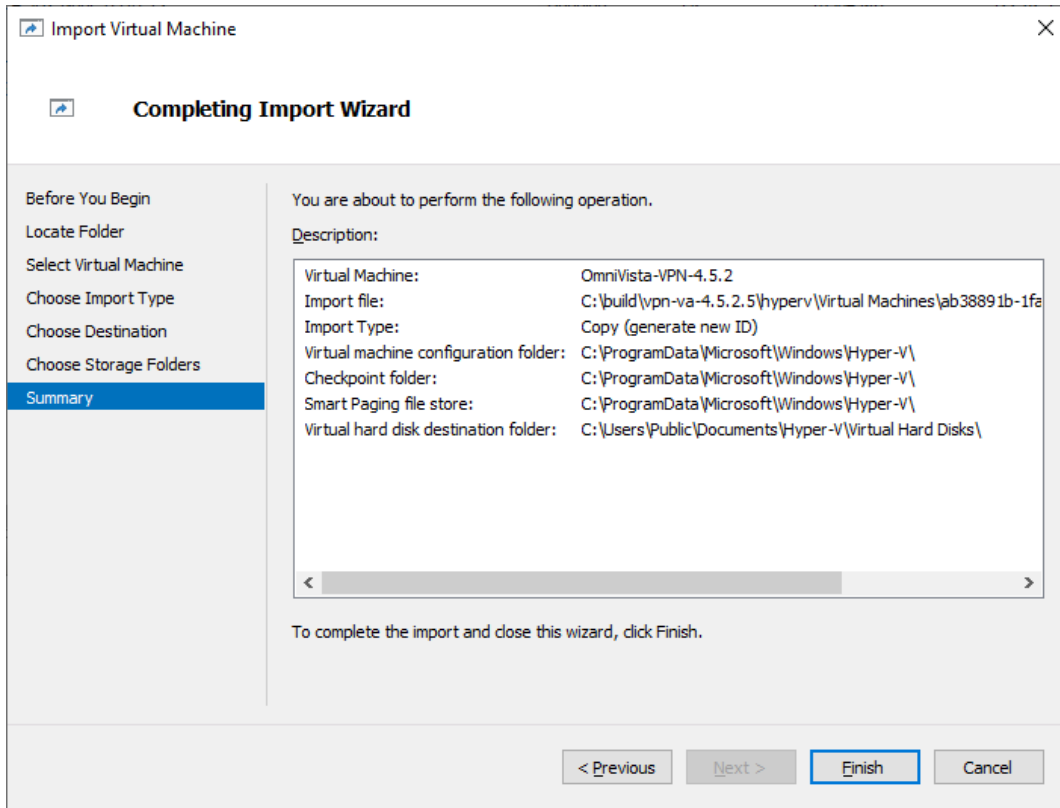 Import Virtual Machine
Completing Import Wizard
Before You Begin
Locate Folder
Select Virtual Machine
Choose Import Type
Choose Destination
Choose Storage Folders
Summary
You are about to perform the following operation.
Description:
Virtual Machine: OmniVista-VPN-4.5.2
Import file: C:\build\vpn-va-4.5.2.5\hyperv\Virtual Machines\ab38891b-1fa
Import Type: Copy (generate new ID)
Virtual machine configuration folder: C:\ProgramData\Microsoft\Windows\Hyper-V\
Checkpoint folder: C:\ProgramData\Microsoft\Windows\Hyper-V\
Smart Paging file store: C:\ProgramData\Microsoft\Windows\Hyper-V\
Virtual hard disk destination folder: C:\Users\Public\Documents\Hyper-V\Virtual Hard Disks\
To complete the import and close this wizard, click Finish.
< Previous Next > Finish Cancel